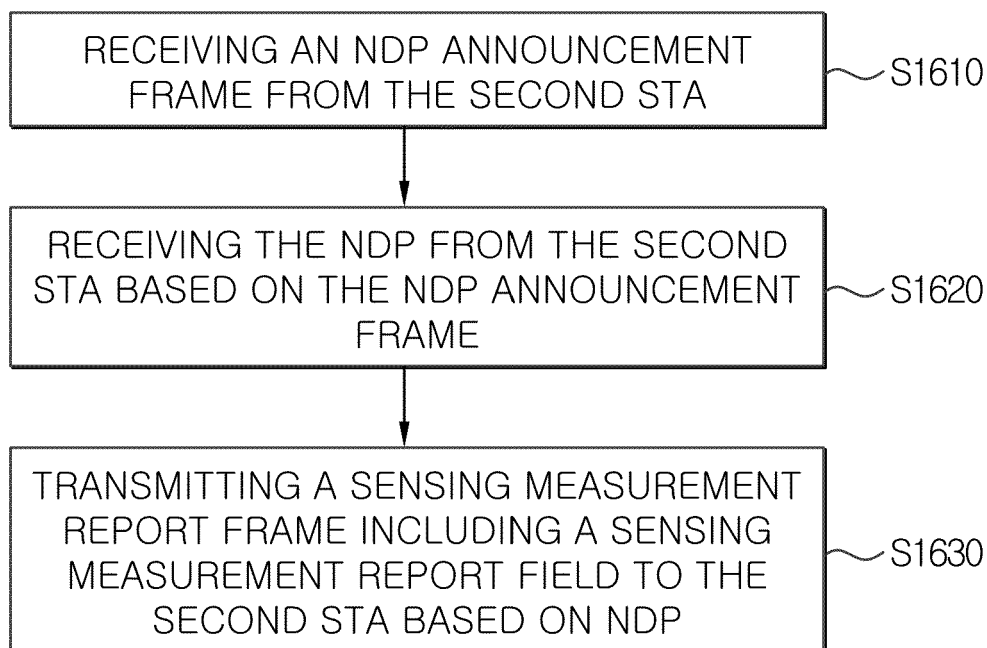 RECEIVING AN NDP ANNOUNCEMENT
FRAME FROM THE SECOND STA
S1610
RECEIVING THE NDP FROM THE SECOND
STA BASED ON THE NDP ANNOUNCEMENT
FRAME
S1620
TRANSMITTING A SENSING MEASUREMENT
REPORT FRAME INCLUDING A SENSING
MEASUREMENT REPORT FIELD TO THE
SECOND STA BASED ON NDP
S1630